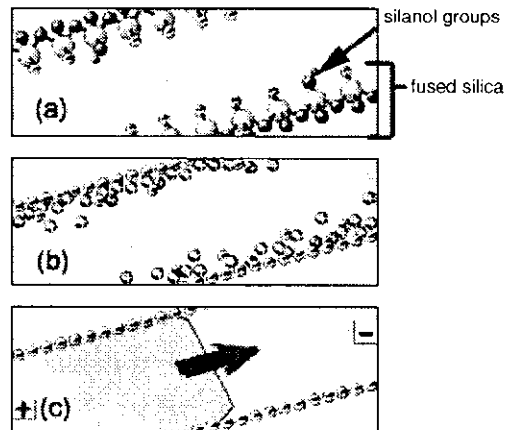 silanol groups
fused silica
(a)
(b)
−
+ (c)